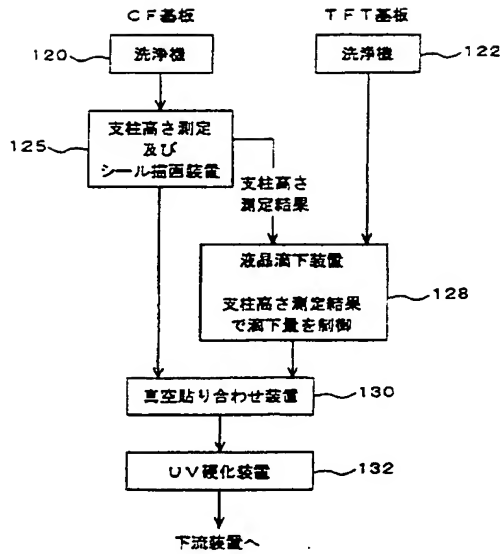 CF基板
TFT基板
120
洗浄機
洗浄機
122
125
支柱高さ測定
及び
シール描画装置
支柱高さ
測定結果
液晶滴下装置
支柱高さ測定結果
で滴下量を制御
128
真空貼り合わせ装置
130
UV硬化装置
132
下流装置へ